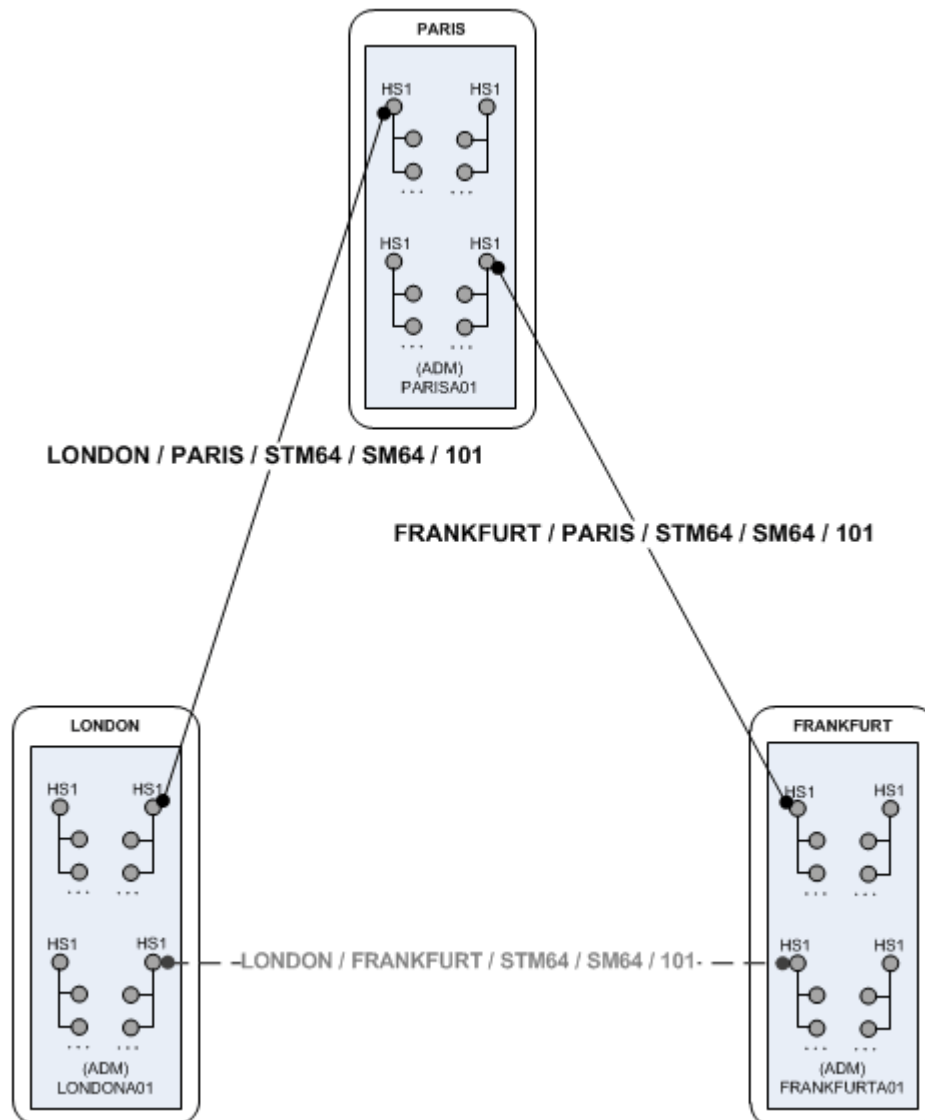 PARIS
HS1 HS1
... ...
HS1 HS1
... ...
(ADM)
PARISA01
LONDON / PARIS / STM64 / SM64 / 101
FRANKFURT / PARIS / STM64 / SM64 / 101
LONDON
HS1 HS1
... ...
HS1 HS1
... ...
(ADM)
LONDONA01
LONDON / FRANKFURT / STM64 / SM64 / 101
FRANKFURT
HS1 HS1
... ...
HS1 HS1
... ...
(ADM)
FRANKFURTA01